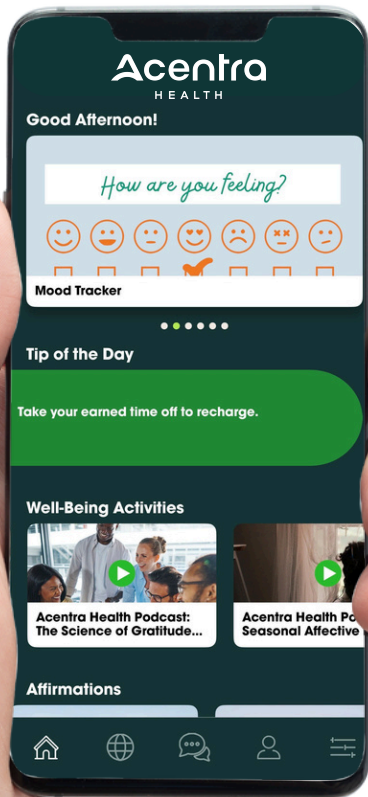 Acentra
HEALTH
Good Afternoon!
How are you feeling?
Mood Tracker
Tip of the Day
Take your earned time off to recharge.
Well-Being Activities
Acentra Health Podcast:
The Science of Gratitude...
Acentra Health Po
Seasonal Affective
Affirmations